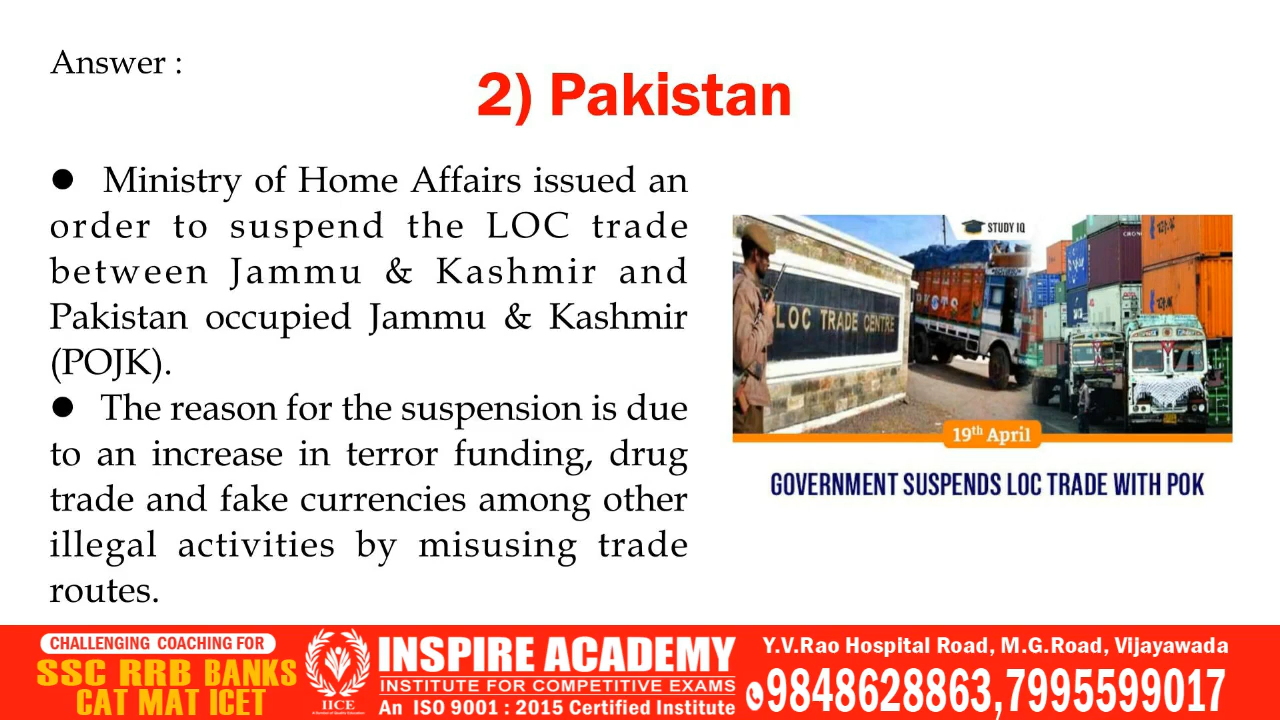 Answer :
2) Pakistan
● Ministry of Home Affairs issued an
order to suspend the LOC trade
between Jammu & Kashmir and
Pakistan occupied Jammu & Kashmir
(POJK).
● The reason for the suspension is due
to an increase in terror funding, drug
trade and fake currencies among other
illegal activities by misusing trade
routes.
STUDY IQ
LOC TRADE CENTRE
19th April
GOVERNMENT SUSPENDS LOC TRADE WITH POK
CHALLENGING COACHING FOR
SSC RRB BANKS
CAT MAT ICET
IICE
INSPIRE ACADEMY
INSTITUTE FOR COMPETITIVE EXAMS
An ISO 9001 : 2015 Certified Institute
Y.V.Rao Hospital Road, M.G.Road, Vijayawada
9848628863,7995599017